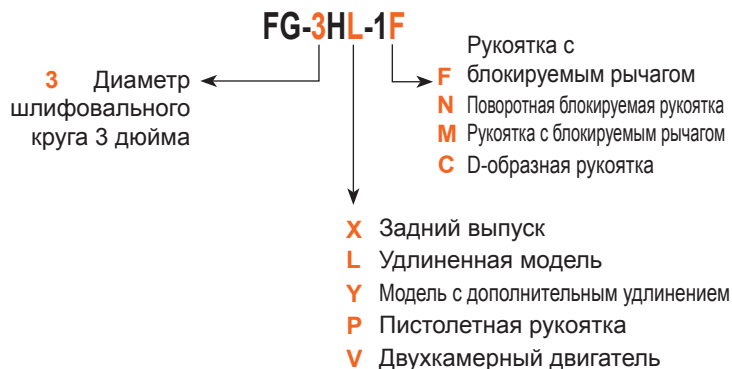 FG-3HL-1F
3 Диаметр
шлифовального
круга 3 дюйма
Рукоятка с
F блокируемым рычагом
N Поворотная блокируемая рукоятка
M Рукоятка с блокируемым рычагом
C D-образная рукоятка
X Задний выпуск
L Удлиненная модель
Y Модель с дополнительным удлинением
P Пистолетная рукоятка
V Двухкамерный двигатель